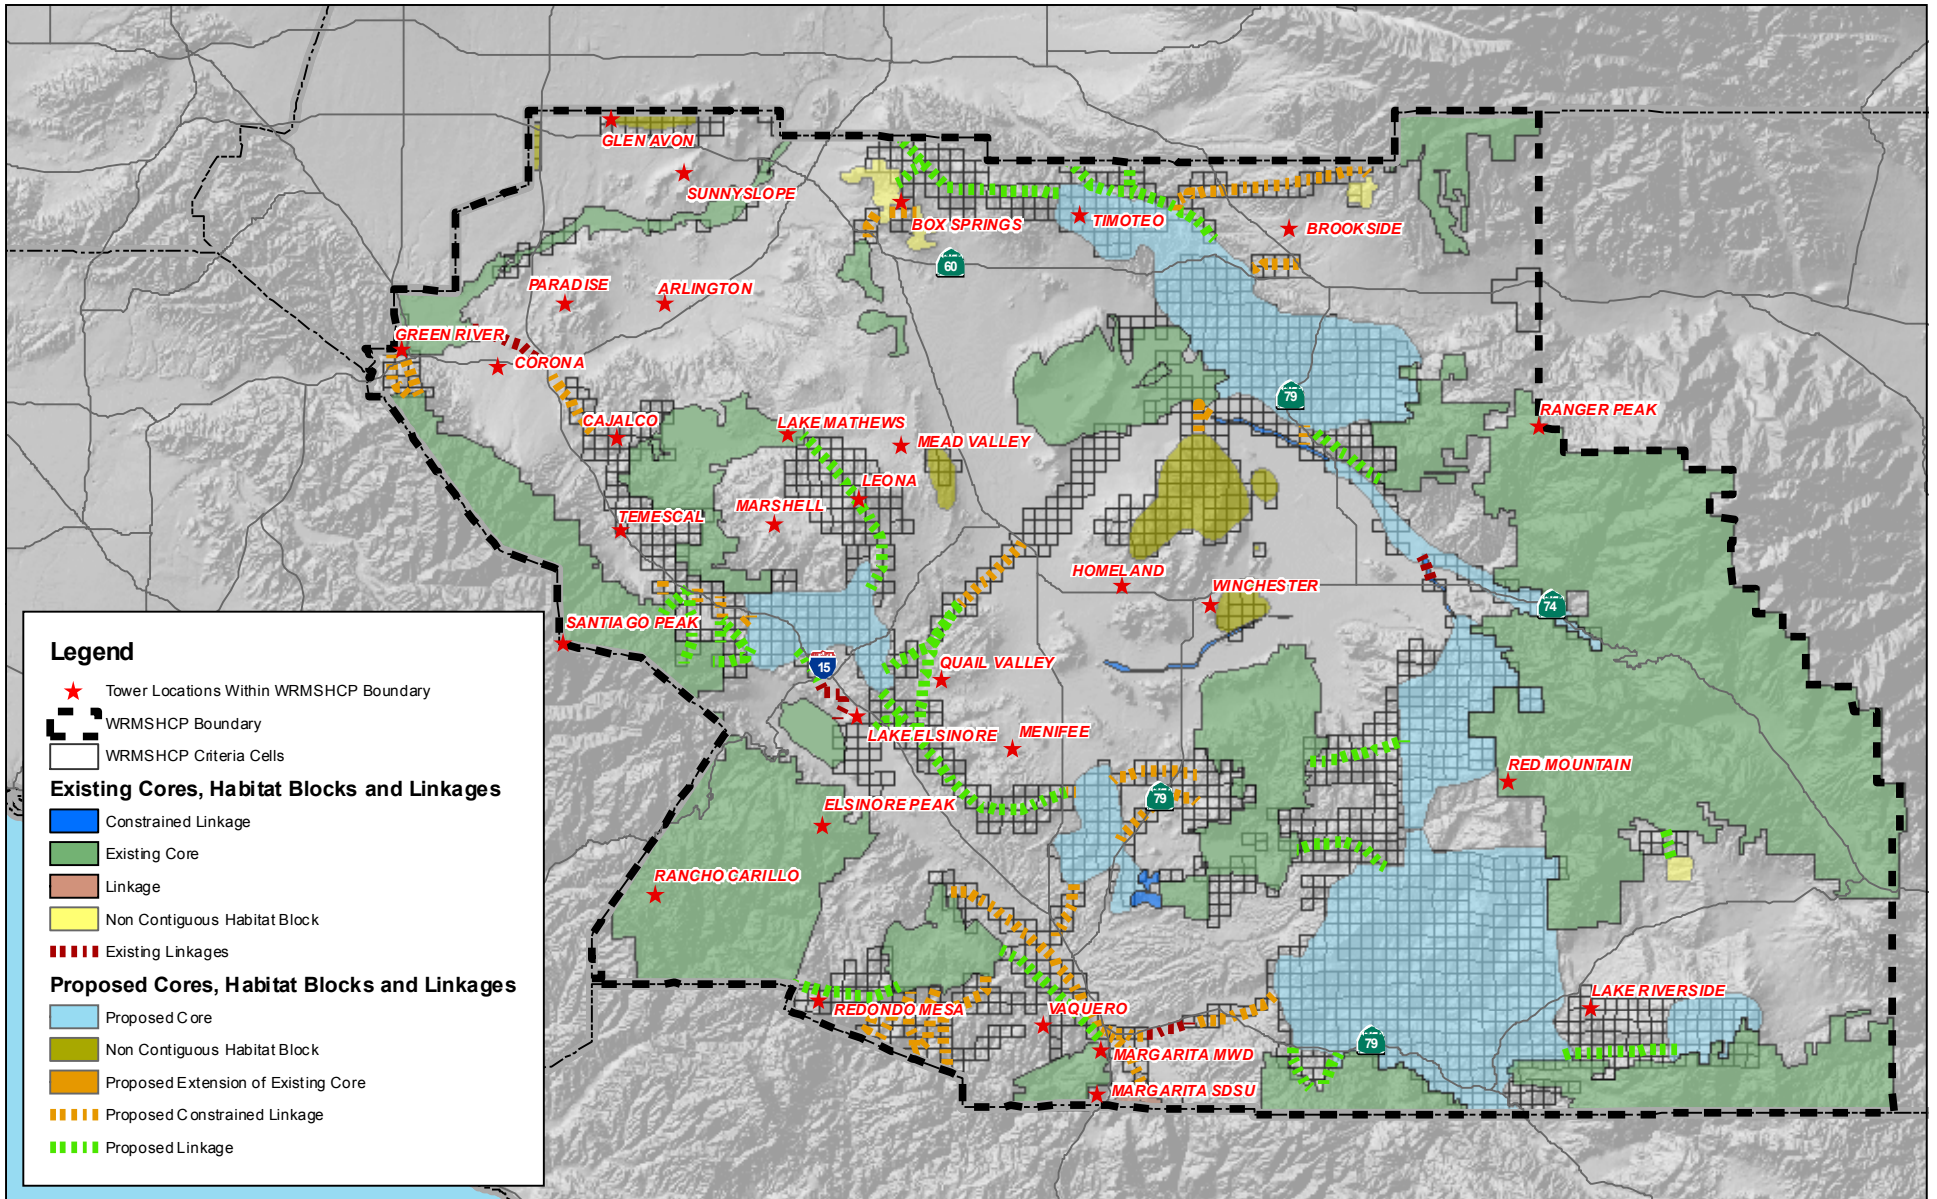 GLEN AVON
SUNNYSLOPE
BOX SPRINGS
TIMOTEO
BROOKSIDE
60
PARADISE
ARLINGTON
GREEN RIVER
CORONA
79
RANGER PEAK
CAJALCO
LAKE MATHEWS
MEAD VALLEY
LEONA
MARSHELL
TEMESCAL
HOMELAND
WINCHESTER
74
SANTIAGO PEAK
15
QUAIL VALLEY
LAKE ELSINORE
MENIFEE
RED MOUNTAIN
79
ELSINORE PEAK
RANCHO CARILLO
LAKE RIVERSIDE
REDONDO MESA
VAQUERO
79
MARGARITA MWD
MARGARITA SDSU
Legend
Tower Locations Within WRMSHCP Boundary
WRMSHCP Boundary
WRMSHCP Criteria Cells
Existing Cores, Habitat Blocks and Linkages
Constrained Linkage
Existing Core
Linkage
Non Contiguous Habitat Block
Existing Linkages
Proposed Cores, Habitat Blocks and Linkages
Proposed Core
Non Contiguous Habitat Block
Proposed Extension of Existing Core
Proposed Constrained Linkage
Proposed Linkage